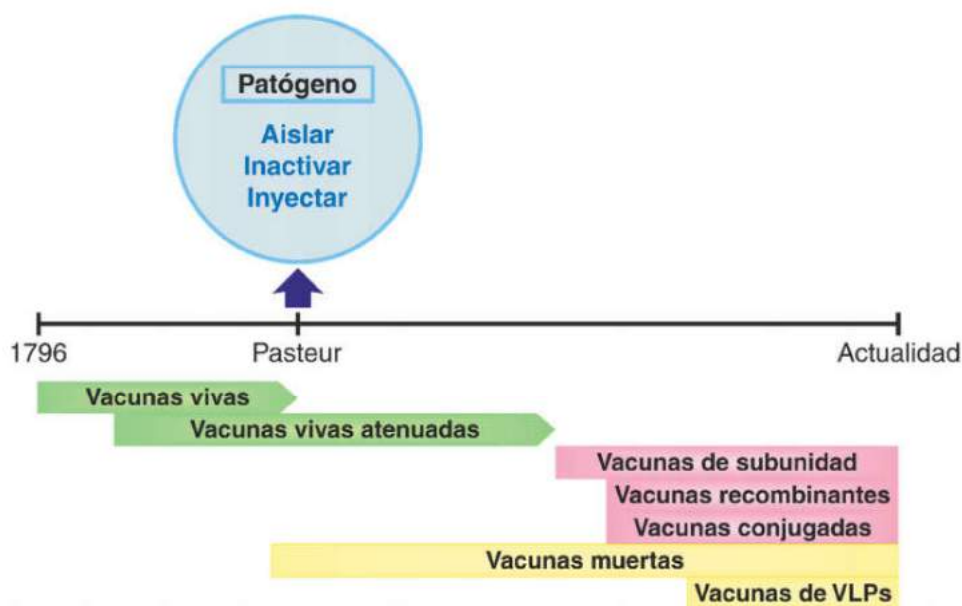 Patógeno
Aislar
Inactivar
Inyectar
1796
Pasteur
Actualidad
Vacunas vivas
Vacunas vivas atenuadas
Vacunas de subunidad
Vacunas recombinantes
Vacunas conjugadas
Vacunas muertas
Vacunas de VLPs